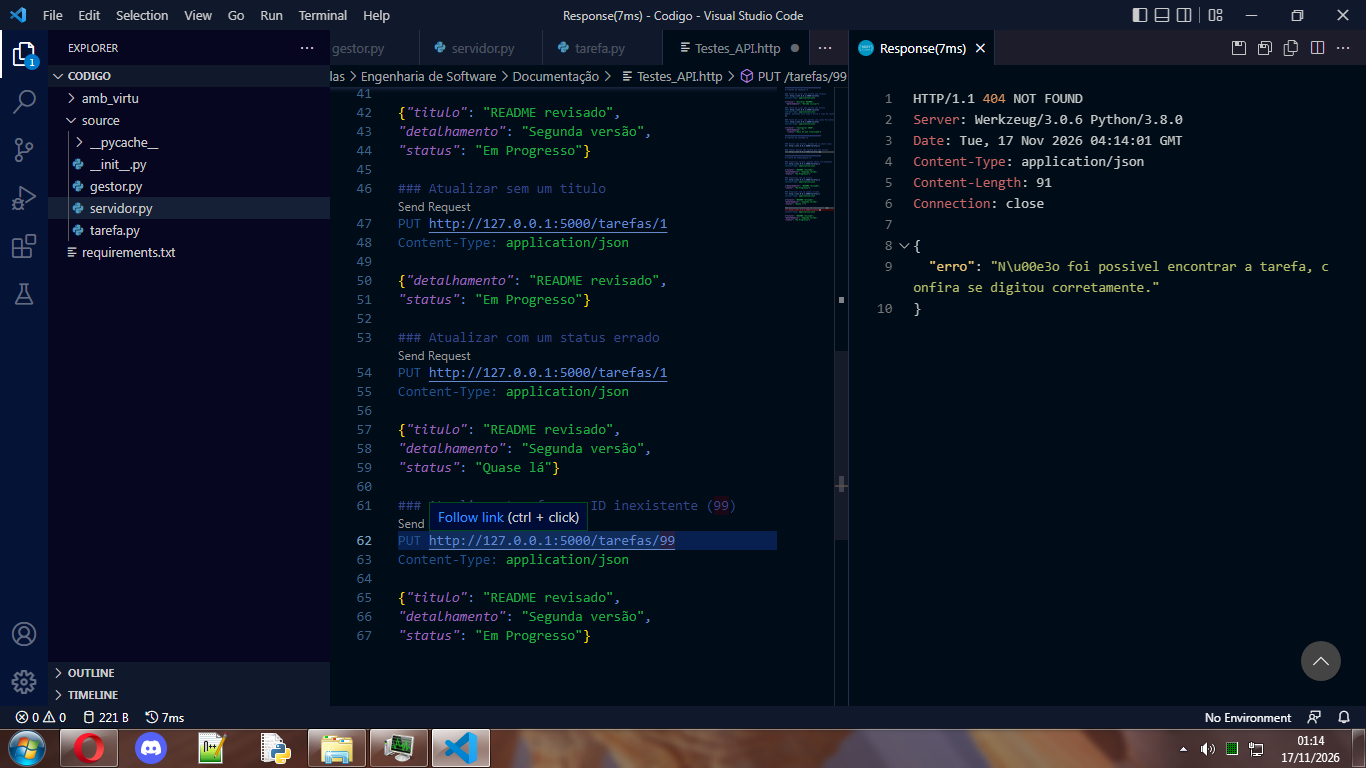 File Edit Selection View Go Run Terminal Help
Response(7ms) - Codigo - Visual Studio Code
EXPLORER
CODIGO
amb_virtu
source
__pycache__
__init__.py
gestor.py
servidor.py
tarefa.py
requirements.txt
OUTLINE
TIMELINE
gestor.py servidor.py tarefa.py Testes_API.http
las > Engenharia de Software > Documentação > Testes_API.http > PUT /tarefas/99
41
42 {"titulo": "README revisado",
43 "detalhamento": "Segunda versão",
44 "status": "Em Progresso"}
45
46 ### Atualizar sem um titulo
Send Request
47 PUT http://127.0.0.1:5000/tarefas/1
48 Content-Type: application/json
49
50 {"detalhamento": "README revisado",
51 "status": "Em Progresso"}
52
53 ### Atualizar com um status errado
Send Request
54 PUT http://127.0.0.1:5000/tarefas/1
55 Content-Type: application/json
56
57 {"titulo": "README revisado",
58 "detalhamento": "Segunda versão",
59 "status": "Quase lá"}
60
61 ### ID inexistente (99)
Send
Follow link (ctrl + click)
62 PUT http://127.0.0.1:5000/tarefas/99
63 Content-Type: application/json
64
65 {"titulo": "README revisado",
66 "detalhamento": "Segunda versão",
67 "status": "Em Progresso"}
Response(7ms)
1 HTTP/1.1 404 NOT FOUND
2 Server: Werkzeug/3.0.6 Python/3.8.0
3 Date: Tue, 17 Nov 2026 04:14:01 GMT
4 Content-Type: application/json
5 Content-Length: 91
6 Connection: close
7
8 {
9 "erro": "N\u00e3o foi possivel encontrar a tarefa, c
onfira se digitou corretamente."
10 }
0 0 221 B 7ms
No Environment
01:14
17/11/2026